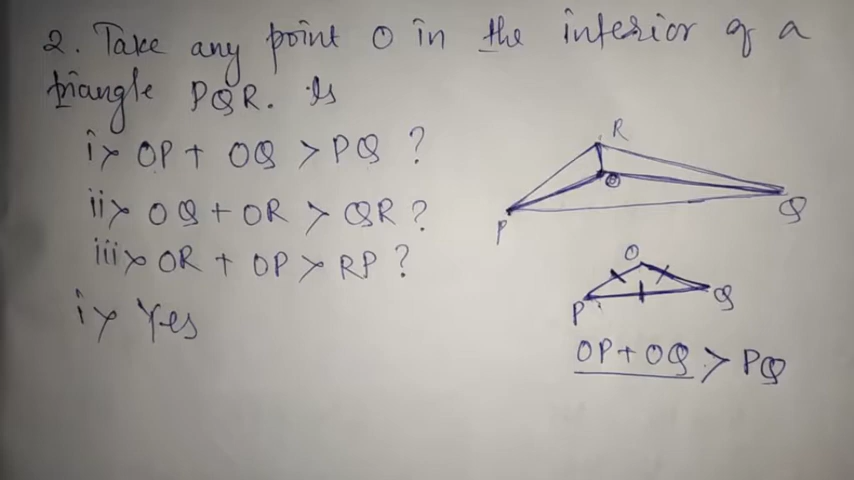 2. Take any point O in the interior of a
triangle PQR. Is
i> OP + OQ > PQ ?
ii> OQ + OR > QR ?
iii> OR + OP > RP ?
i> Yes
R
O
P
Q
O
P
Q
OP + OQ > PQ